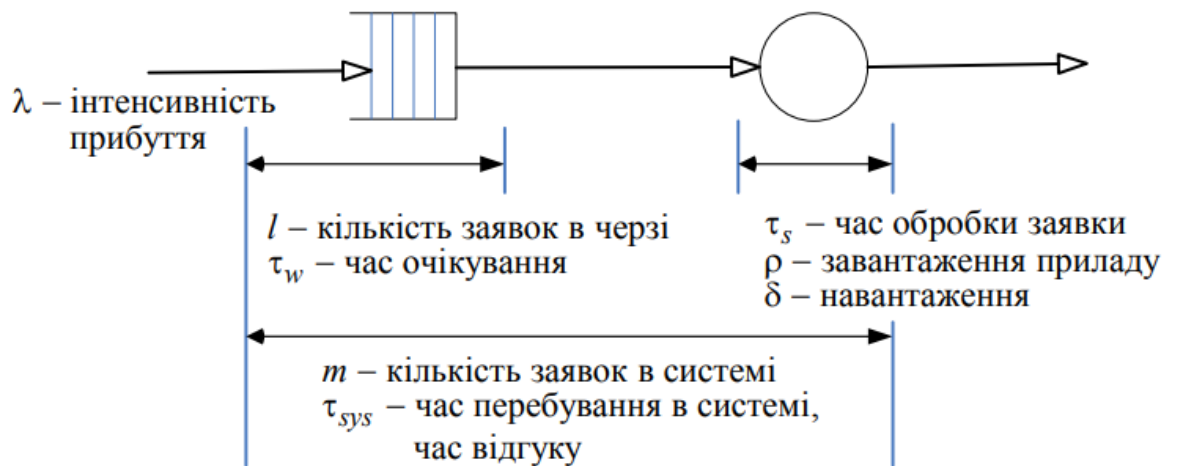 λ – інтенсивність
прибуття
l – кількість заявок в черзі
τw – час очікування
τs – час обробки заявки
ρ – завантаження приладу
δ – навантаження
m – кількість заявок в системі
τsys – час перебування в системі,
час відгуку